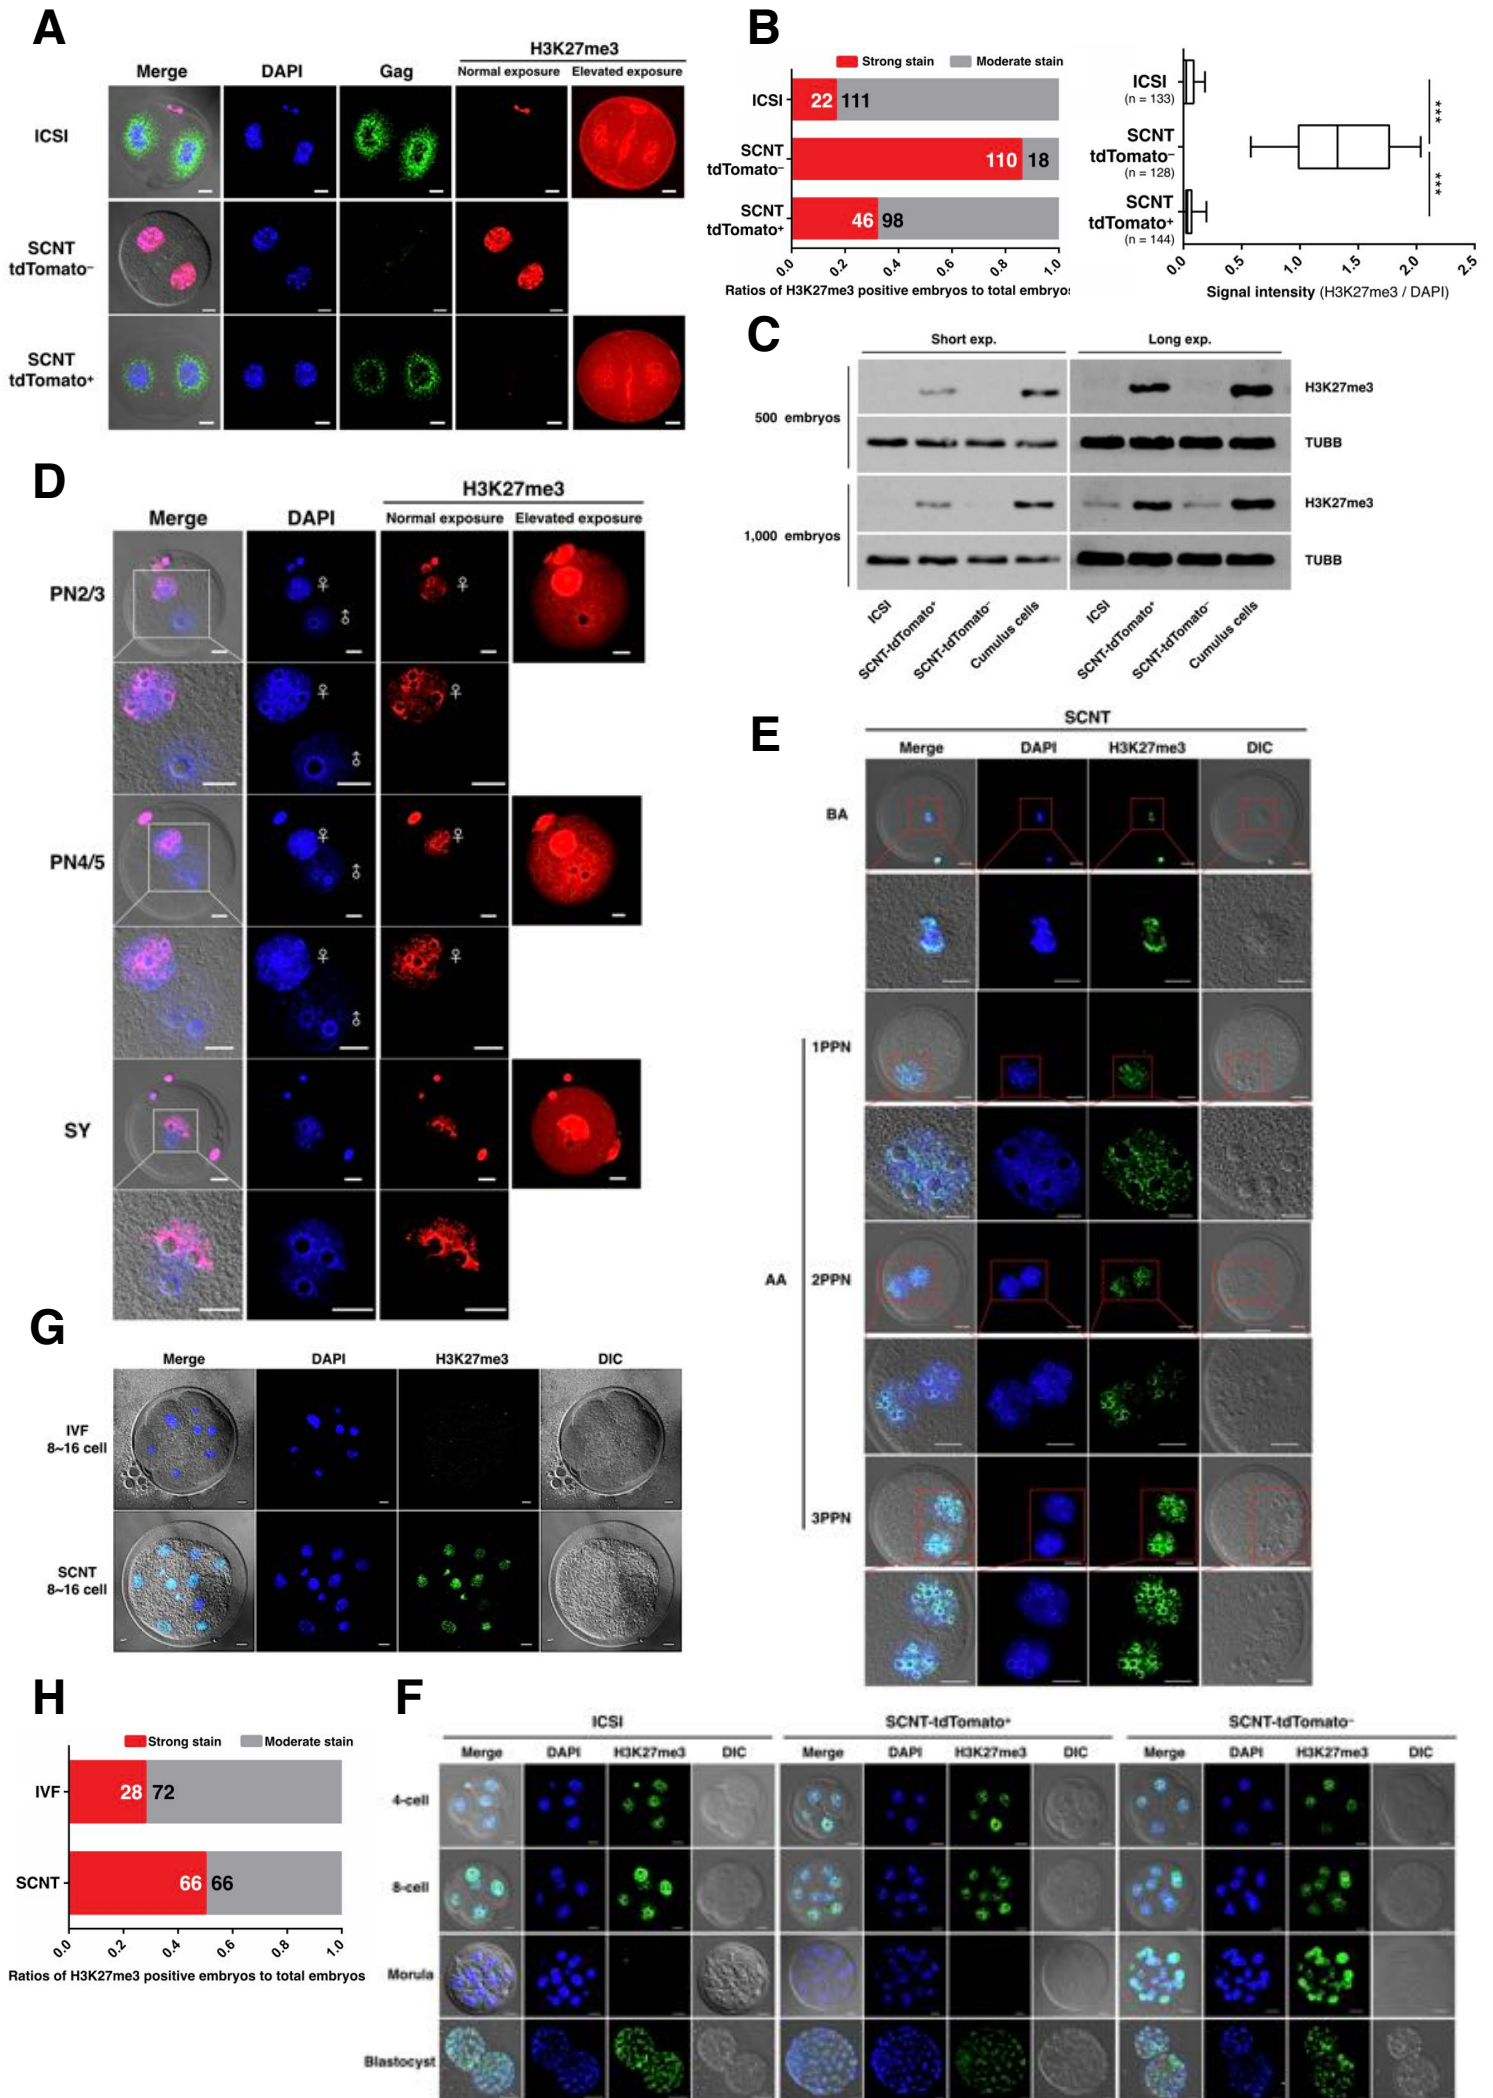 A
H3K27me3
Merge DAPI Gag Normal exposure Elevated exposure
ICSI
SCNT
tdTomato⁻
SCNT
tdTomato⁺
B
Strong stain Moderate stain
ICSI 22 111
SCNT
tdTomato⁻ 110 18
SCNT
tdTomato⁺ 46 98
0.0 0.2 0.4 0.6 0.8 1.0
Ratios of H3K27me3 positive embryos to total embryos
ICSI
(n = 133)
SCNT
tdTomato⁻
(n = 128)
SCNT
tdTomato⁺
(n = 144)
***
***
0.0 0.5 1.0 1.5 2.0 2.5
Signal intensity (H3K27me3 / DAPI)
C
Short exp. Long exp.
500 embryos
H3K27me3
TUBB
1,000 embryos
H3K27me3
TUBB
ICSI SCNT-tdTomato⁺ SCNT-tdTomato⁻ Cumulus cells ICSI SCNT-tdTomato⁺ SCNT-tdTomato⁻ Cumulus cells
D
H3K27me3
Merge DAPI Normal exposure Elevated exposure
PN2/3
♀ ♀
♂
♀ ♀
♂
PN4/5
♀ ♀
♂
♀ ♀
♂
SY
E
SCNT
Merge DAPI H3K27me3 DIC
BA
AA
1PPN
2PPN
3PPN
G
Merge DAPI H3K27me3 DIC
IVF
8~16 cell
SCNT
8~16 cell
H
Strong stain Moderate stain
IVF 28 72
SCNT 66 66
0.0 0.2 0.4 0.6 0.8 1.0
Ratios of H3K27me3 positive embryos to total embryos
F
ICSI SCNT-tdTomato⁺ SCNT-tdTomato⁻
Merge DAPI H3K27me3 DIC Merge DAPI H3K27me3 DIC Merge DAPI H3K27me3 DIC
4-cell
8-cell
Morula
Blastocyst